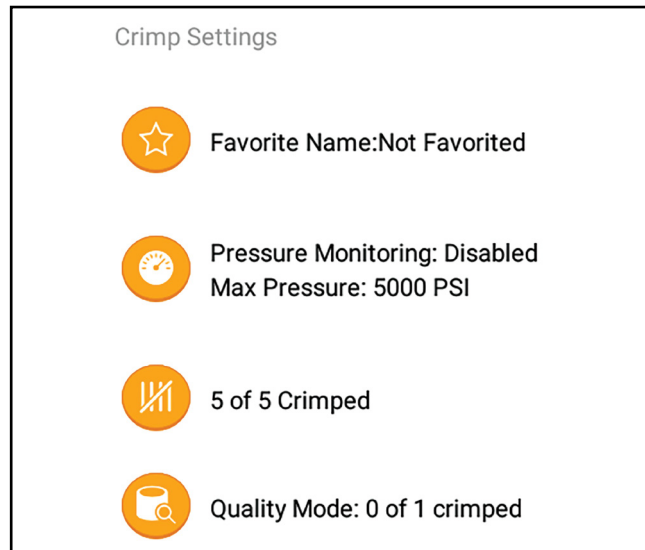 Crimp Settings
Favorite Name:Not Favorited
Pressure Monitoring: Disabled
Max Pressure: 5000 PSI
5 of 5 Crimped
Quality Mode: 0 of 1 crimped